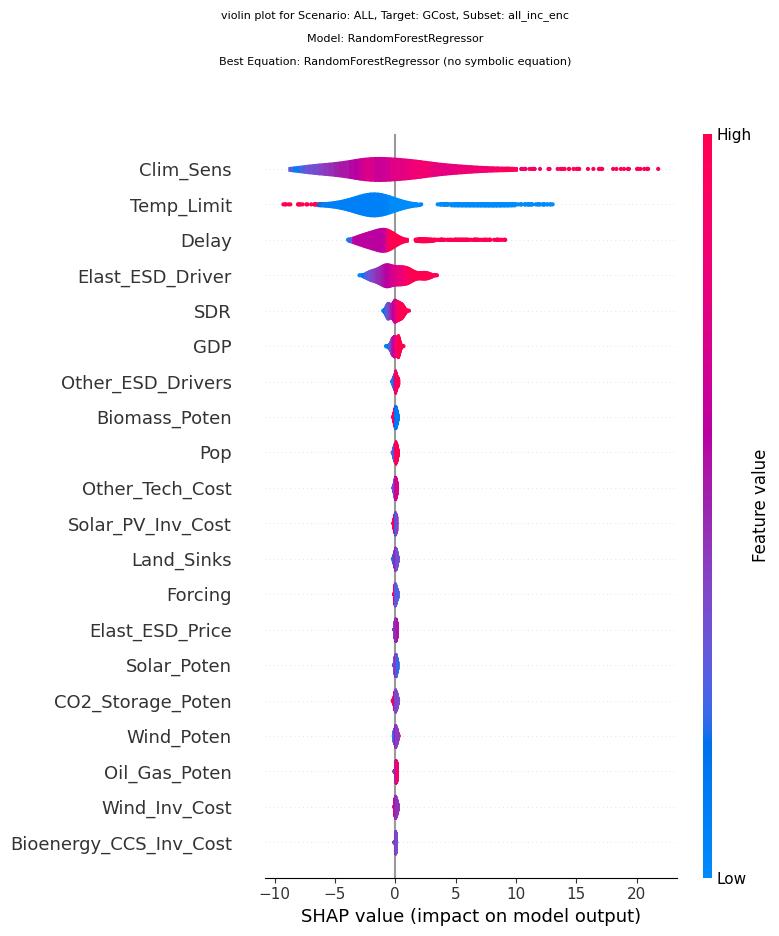 violin plot for Scenario: ALL, Target: GCost, Subset: all_inc_enc
Model: RandomForestRegressor
Best Equation: RandomForestRegressor (no symbolic equation)
High
Clim_Sens
Temp_Limit
Delay
Elast_ESD_Driver
SDR
GDP
Other_ESD_Drivers
Biomass_Poten
Pop
Other_Tech_Cost
Solar_PV_Inv_Cost
Land_Sinks
Forcing
Elast_ESD_Price
Solar_Poten
CO2_Storage_Poten
Wind_Poten
Oil_Gas_Poten
Wind_Inv_Cost
Bioenergy_CCS_Inv_Cost
Feature value
Low
−10 −5 0 5 10 15 20
SHAP value (impact on model output)